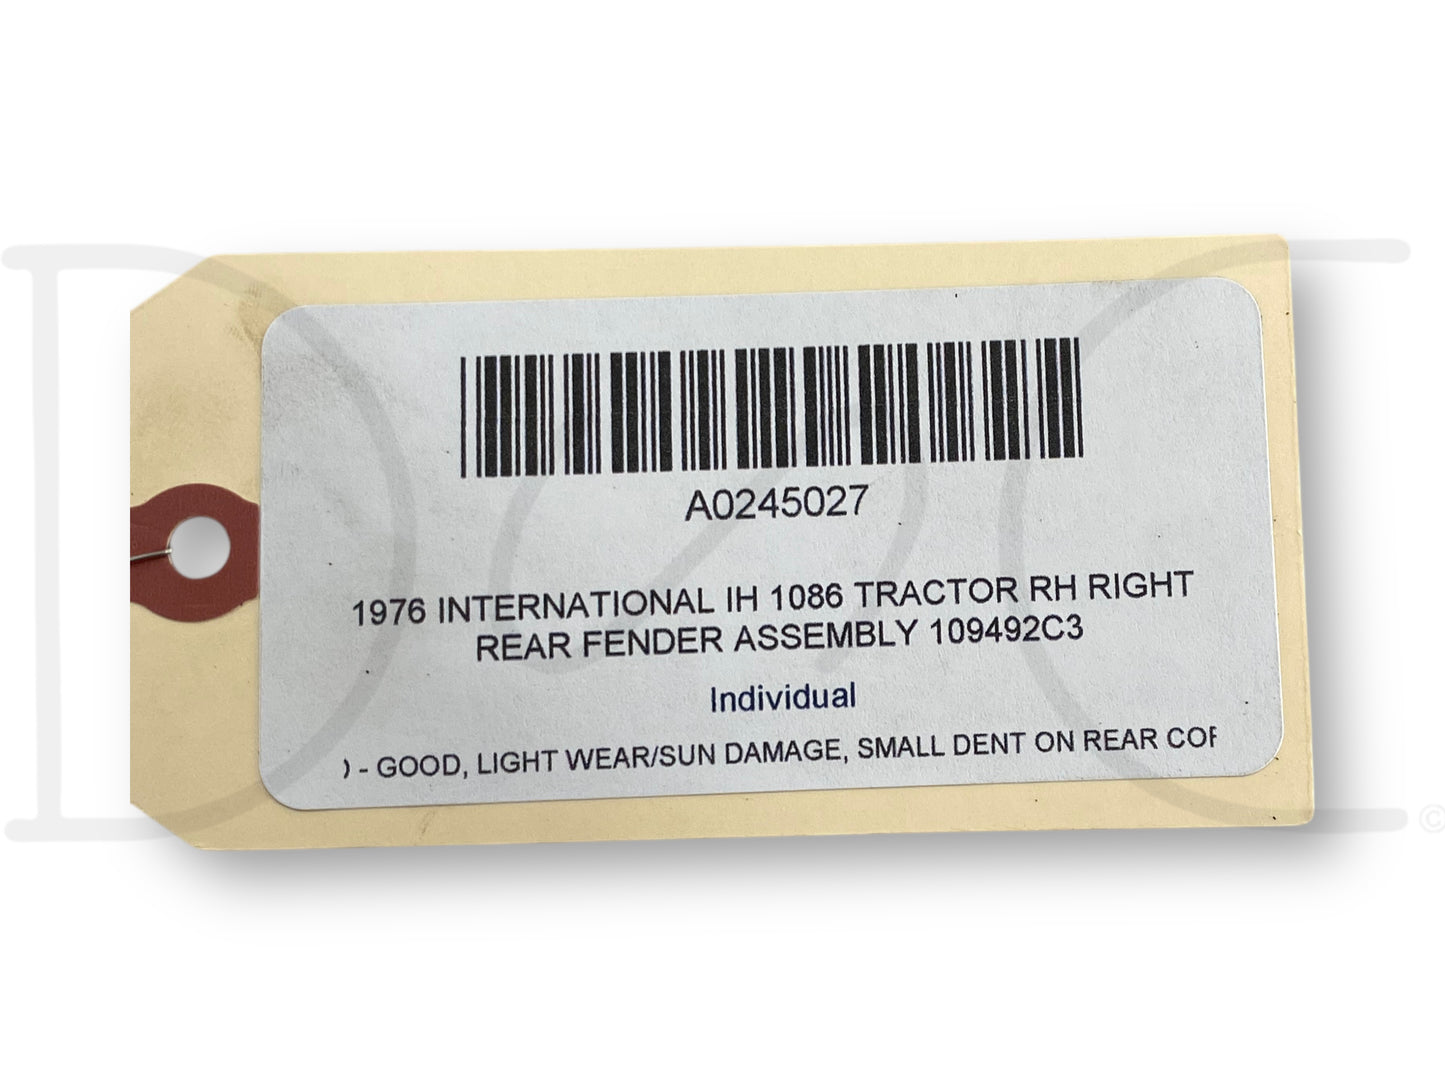 A0245027
1976 INTERNATIONAL IH 1086 TRACTOR RH RIGHT
REAR FENDER ASSEMBLY 109492C3
Individual
) - GOOD, LIGHT WEAR/SUN DAMAGE, SMALL DENT ON REAR COR
©